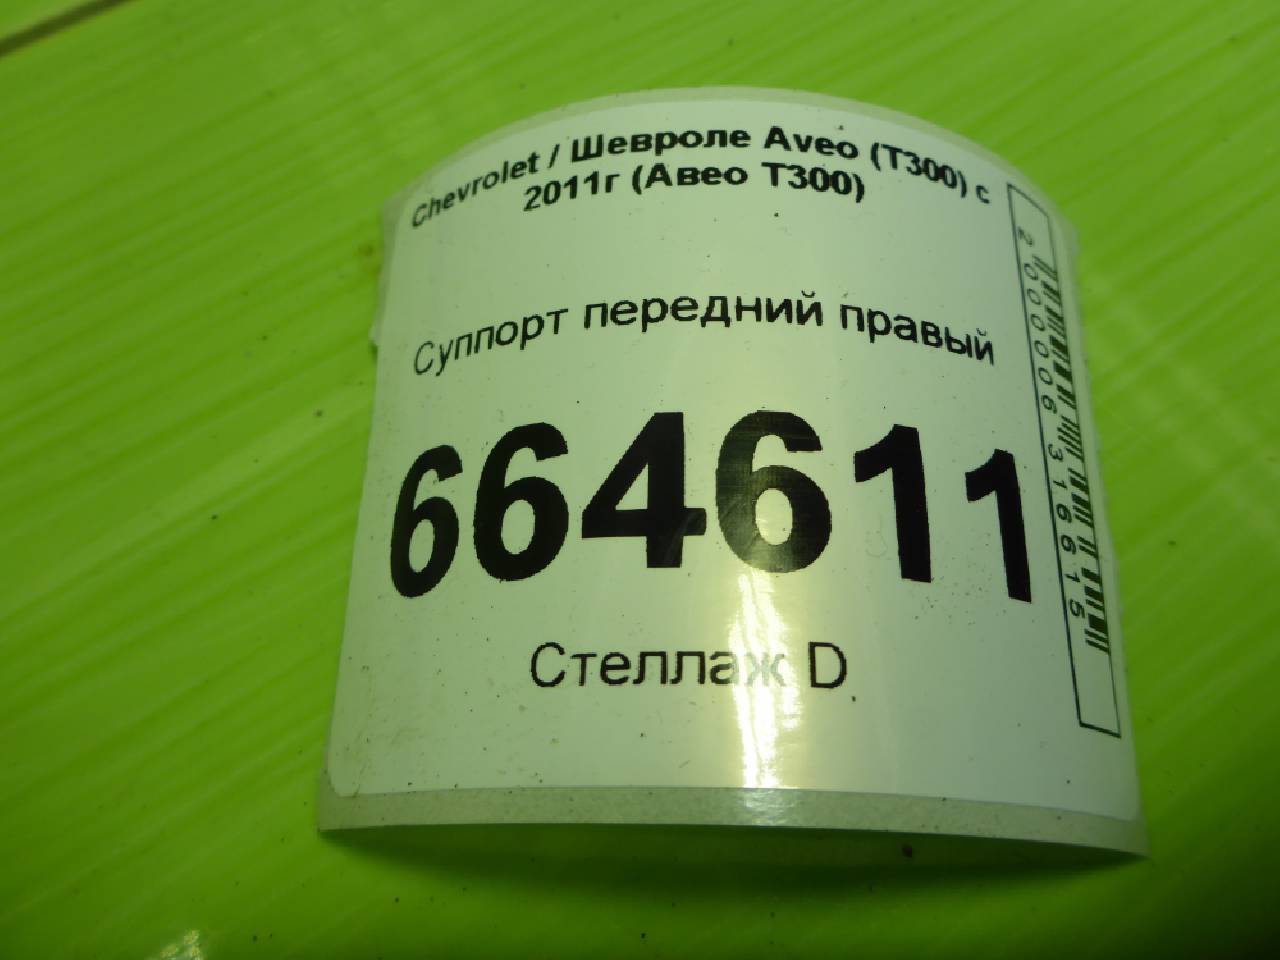 Chevrolet / Шевроле Aveo (T300) с
2011г (Авео Т300)
Суппорт передний правый
664611
Стеллаж D
2000006316615